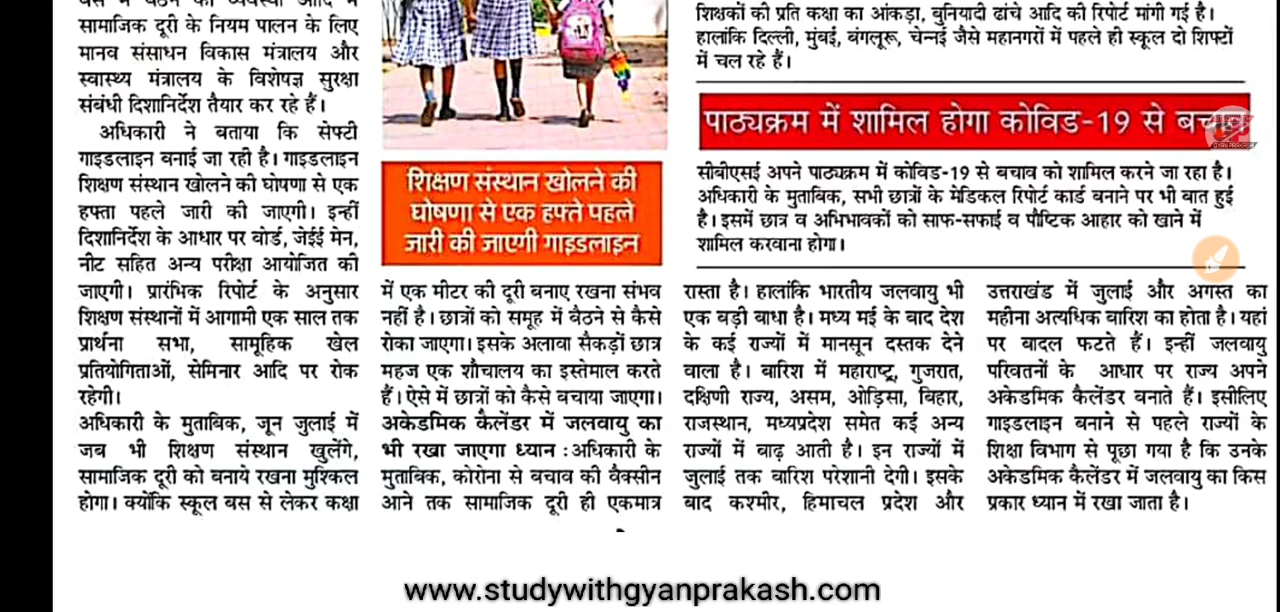 सामाजिक दूरी के नियम पालन के लिए
मानव संसाधन विकास मंत्रालय और
स्वास्थ्य मंत्रालय के विशेषज्ञ सुरक्षा
संबंधी दिशानिर्देश तैयार कर रहे हैं।
अधिकारी ने बताया कि सेफ्टी
गाइडलाइन बनाई जा रही है। गाइडलाइन
शिक्षण संस्थान खोलने की घोषणा से एक
हफ्ता पहले जारी की जाएगी। इन्हीं
दिशानिर्देश के आधार पर बोर्ड, जेईई मेन,
नीट सहित अन्य परीक्षा आयोजित की
जाएगी। प्रारंभिक रिपोर्ट के अनुसार
शिक्षण संस्थानों में आगामी एक साल तक
प्रार्थना सभा, सामूहिक खेल
प्रतियोगिताओं, सेमिनार आदि पर रोक
रहेगी।
अधिकारी के मुताबिक, जून जुलाई में
जब भी शिक्षण संस्थान खुलेंगे,
सामाजिक दूरी को बनाये रखना मुश्किल
होगा। क्योंकि स्कूल बस से लेकर कक्षा
शिक्षण संस्थान खोलने की
घोषणा से एक हफ्ते पहले
जारी की जाएगी गाइडलाइन
में एक मीटर की दूरी बनाए रखना संभव
नहीं है। छात्रों को समूह में बैठने से कैसे
रोका जाएगा। इसके अलावा सैकड़ों छात्र
महज एक शौचालय का इस्तेमाल करते
हैं। ऐसे में छात्रों को कैसे बचाया जाएगा।
अकेडमिक कैलेंडर में जलवायु का
भी रखा जाएगा ध्यान : अधिकारी के
मुताबिक, कोरोना से बचाव की वैक्सीन
आने तक सामाजिक दूरी ही एकमात्र
शिक्षकों की प्रति कक्षा का आंकड़ा, बुनियादी ढांचे आदि की रिपोर्ट मांगी गई है।
हालांकि दिल्ली, मुंबई, बंगलूरू, चेन्नई जैसे महानगरों में पहले ही स्कूल दो शिफ्टों
में चल रहे हैं।
पाठ्यक्रम में शामिल होगा कोविड-19 से बचाव
सीबीएसई अपने पाठ्यक्रम में कोविड-19 से बचाव को शामिल करने जा रहा है।
अधिकारी के मुताबिक, सभी छात्रों के मेडिकल रिपोर्ट कार्ड बनाने पर भी बात हुई
है। इसमें छात्र व अभिभावकों को साफ-सफाई व पौष्टिक आहार को खाने में
शामिल करवाना होगा।
रास्ता है। हालांकि भारतीय जलवायु भी
एक बड़ी बाधा है। मध्य मई के बाद देश
के कई राज्यों में मानसून दस्तक देने
वाला है। बारिश में महाराष्ट्र, गुजरात,
दक्षिणी राज्य, असम, ओड़िसा, बिहार,
राजस्थान, मध्यप्रदेश समेत कई अन्य
राज्यों में बाढ़ आती है। इन राज्यों में
जुलाई तक बारिश परेशानी देगी। इसके
बाद कश्मीर, हिमाचल प्रदेश और
उत्तराखंड में जुलाई और अगस्त का
महीना अत्यधिक बारिश का होता है। यहां
पर बादल फटते हैं। इन्हीं जलवायु
परिवर्तनों के आधार पर राज्य अपने
अकेडमिक कैलेंडर बनाते हैं। इसीलिए
गाइडलाइन बनाने से पहले राज्यों के
शिक्षा विभाग से पूछा गया है कि उनके
अकेडमिक कैलेंडर में जलवायु का किस
प्रकार ध्यान में रखा जाता है।
www.studywithgyanprakash.com